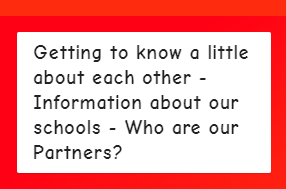 Getting to know a little
about each other -
Information about our
schools - Who are our
Partners?